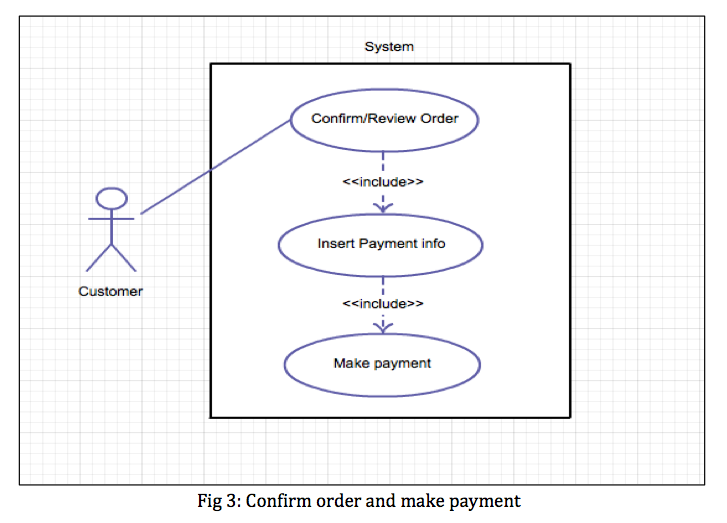 System
Confirm/Review Order
<<include>>
Insert Payment info
<<include>>
Make payment
Customer
Fig 3: Confirm order and make payment